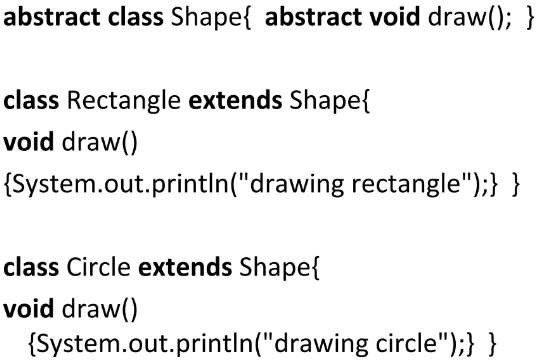 abstract class Shape{  abstract void draw();  }
class Rectangle extends Shape{
void draw()
{System.out.println("drawing rectangle");}  }
class Circle extends Shape{
void draw()
{System.out.println("drawing circle");}  }